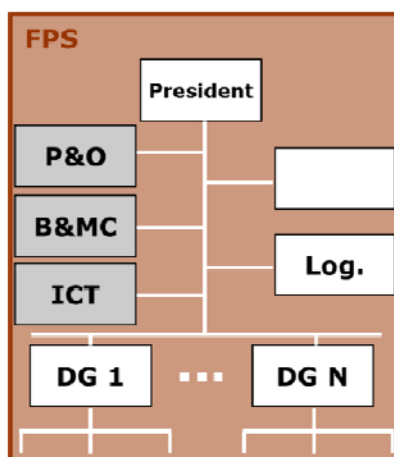 FPS
President
P&O
B&MC
Log.
ICT
DG 1
...
DG N